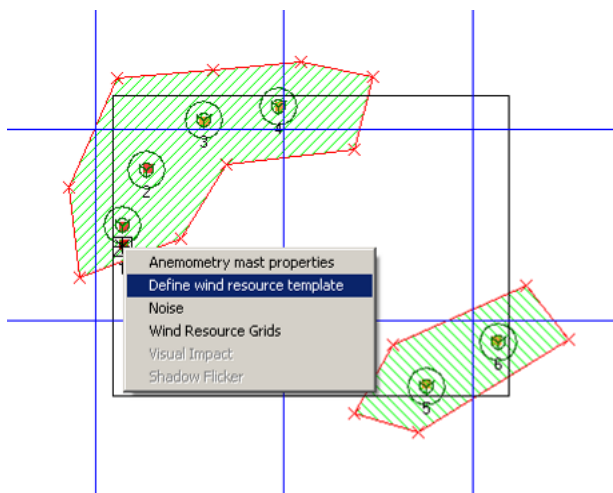 4
3
2
Anemometry mast properties
Define wind resource template
Noise
Wind Resource Grids
Visual Impact
Shadow Flicker
6
5